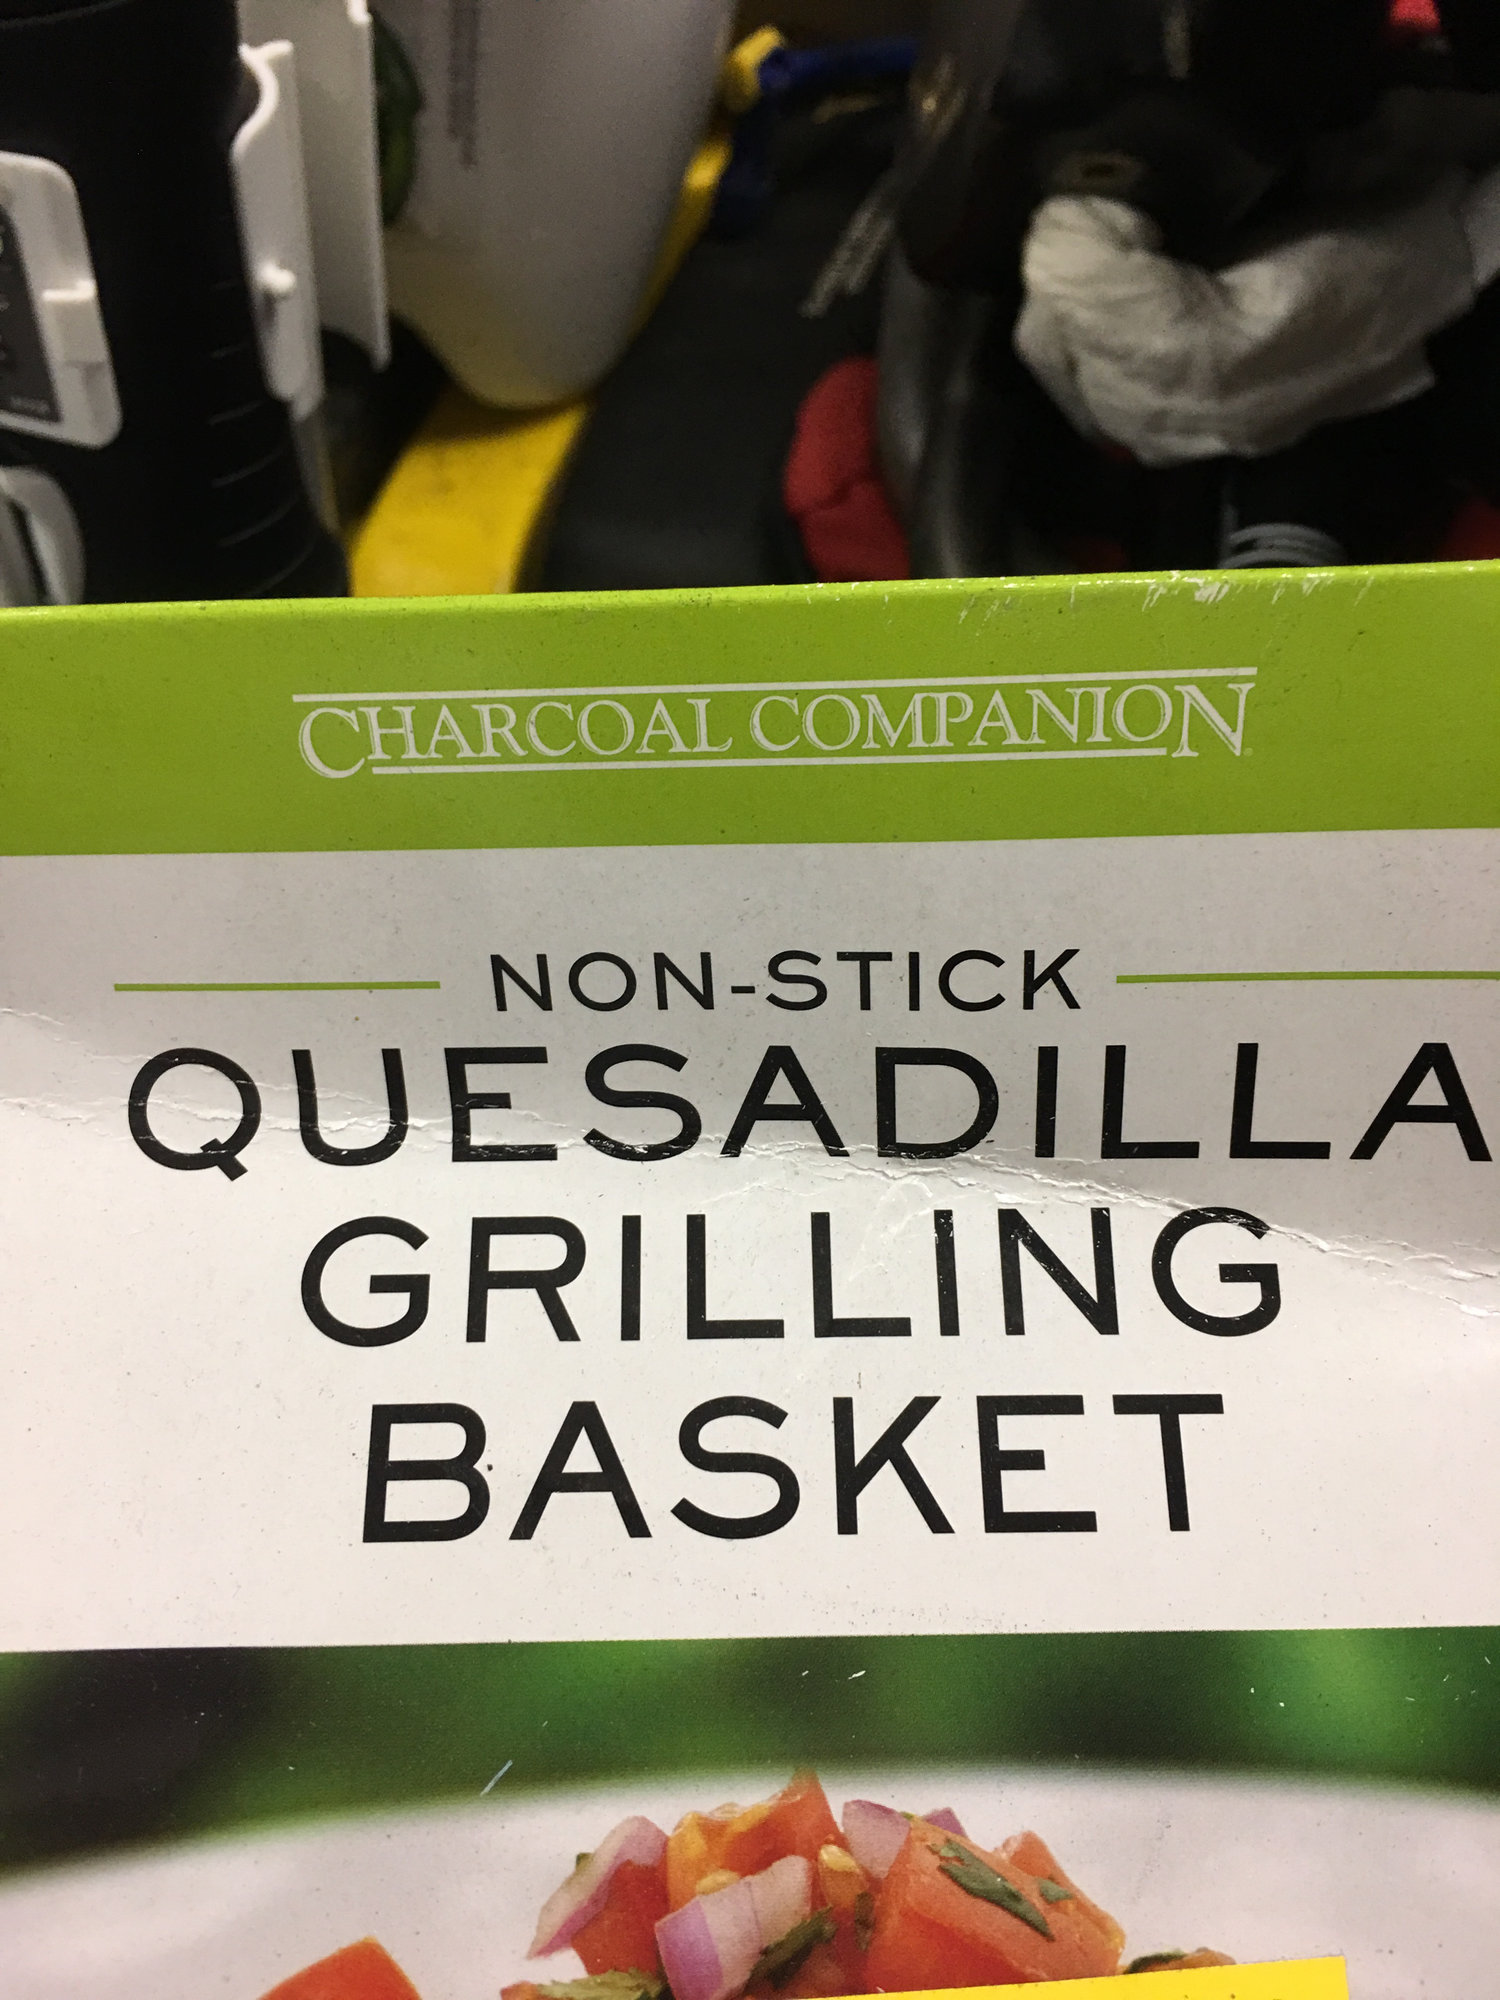 CHARCOAL COMPANION
NON-STICK
QUESADILLA
GRILLING
BASKET